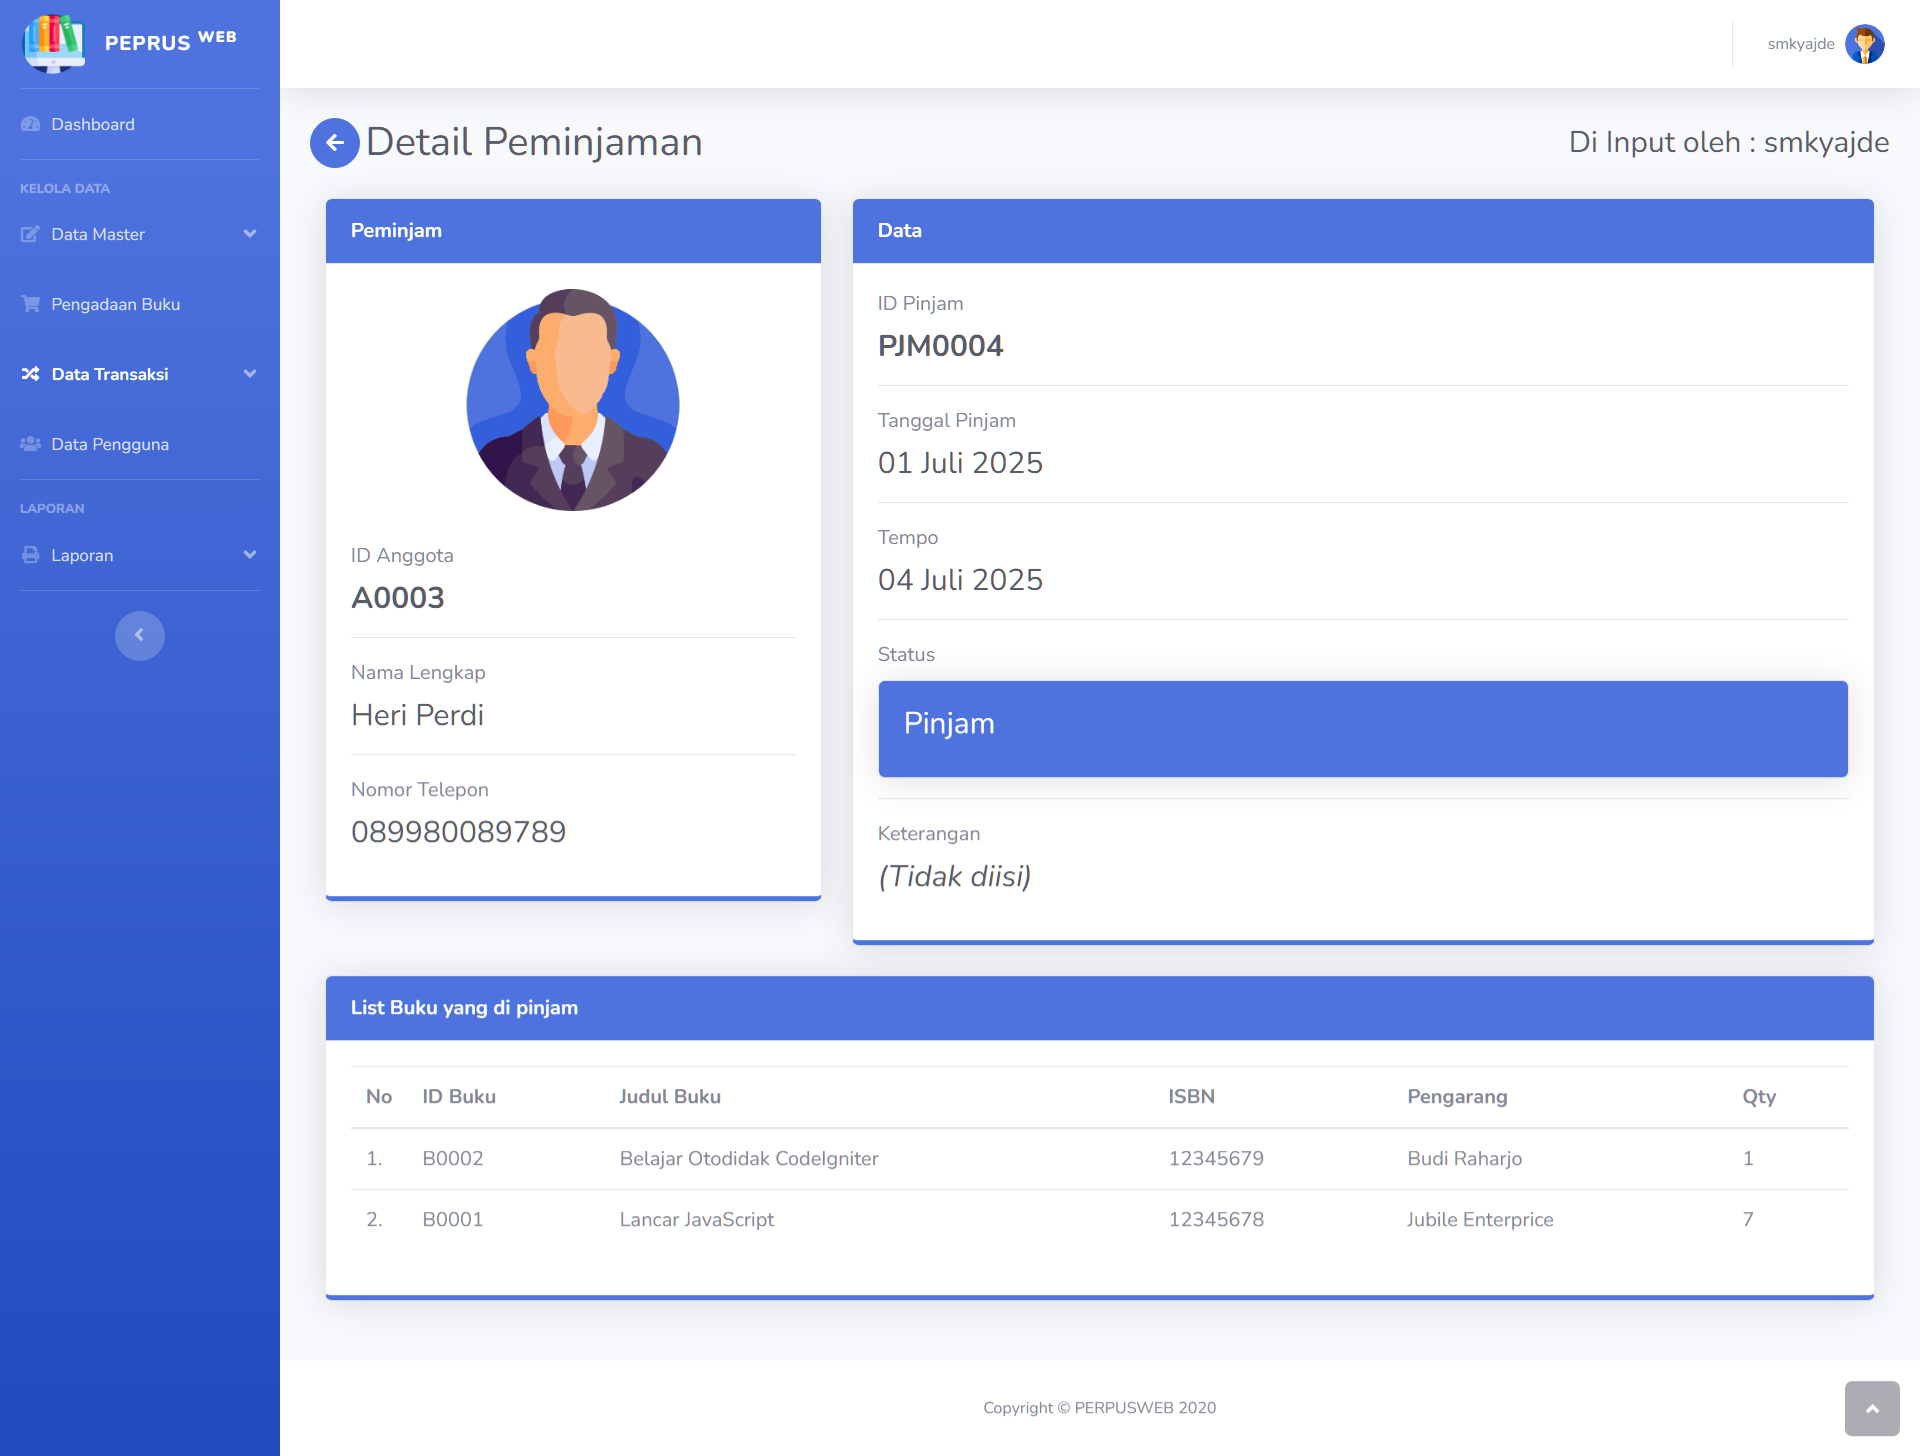 PEPRUS WEB
smkyajde
Dashboard
KELOLA DATA
Data Master
Pengadaan Buku
Data Transaksi
Data Pengguna
LAPORAN
Laporan
Detail Peminjaman
Di Input oleh : smkyajde
Peminjam
ID Anggota
A0003
Nama Lengkap
Heri Perdi
Nomor Telepon
089980089789
Data
ID Pinjam
PJM0004
Tanggal Pinjam
01 Juli 2025
Tempo
04 Juli 2025
Status
Pinjam
Keterangan
(Tidak diisi)
List Buku yang di pinjam
No ID Buku Judul Buku ISBN Pengarang Qty
1. B0002 Belajar Otodidak CodeIgniter 12345679 Budi Raharjo 1
2. B0001 Lancar JavaScript 12345678 Jubile Enterprice 7
Copyright © PERPUSWEB 2020